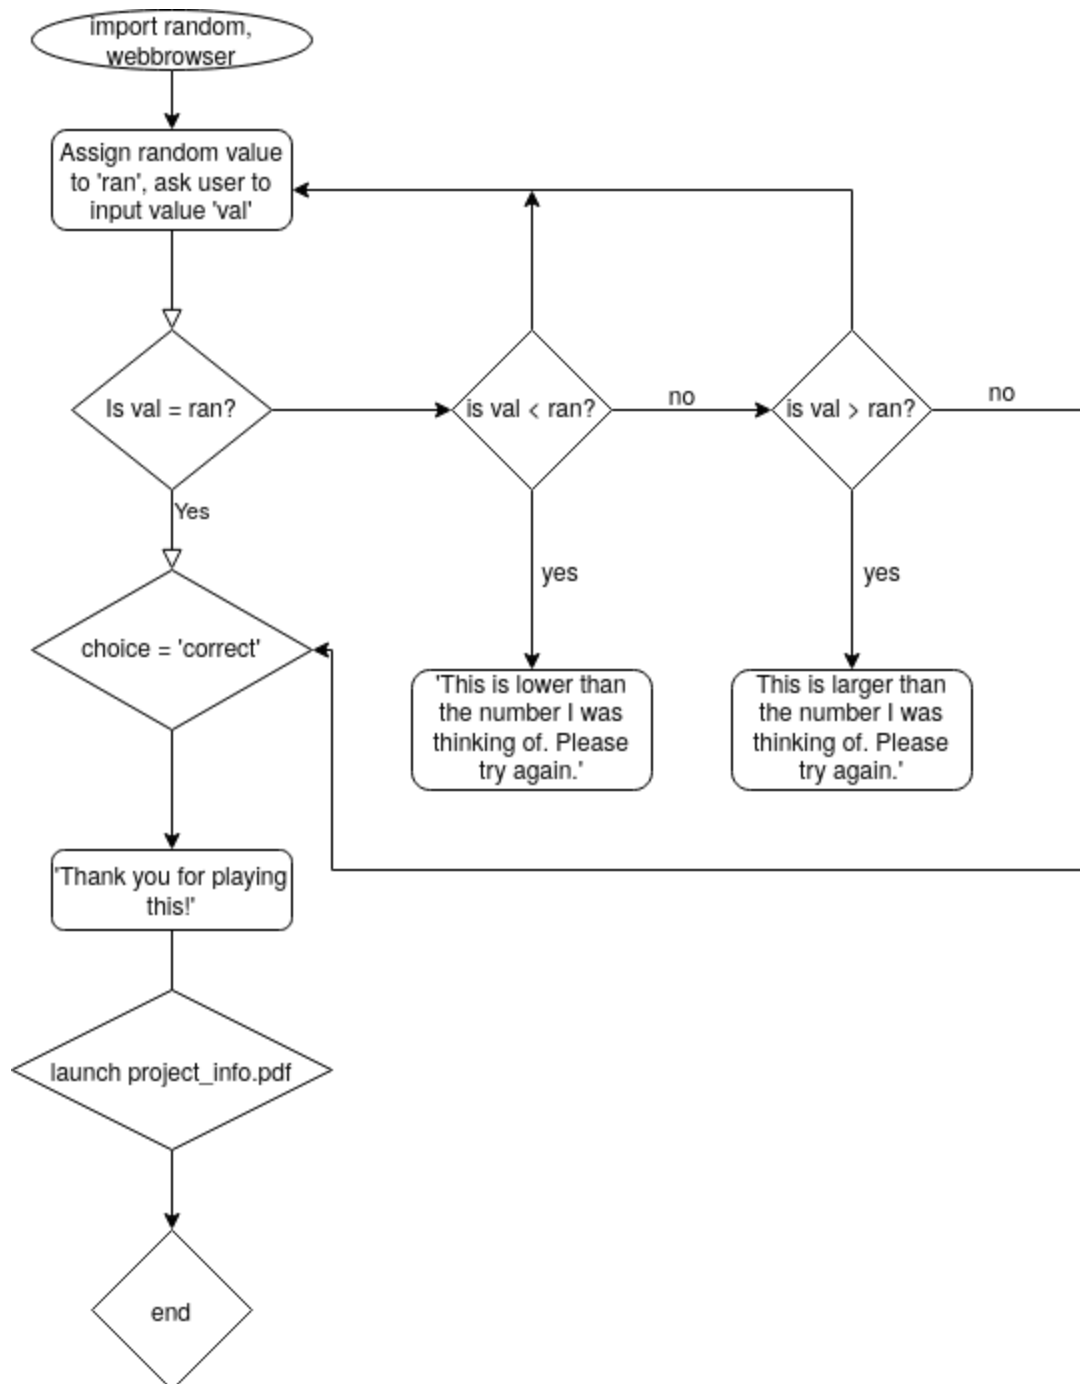 import random,
webbrowser
Assign random value
to 'ran', ask user to
input value 'val'
Is val = ran?
is val < ran?
no
is val > ran?
no
Yes
yes
yes
choice = 'correct'
'This is lower than
the number I was
thinking of. Please
try again.'
This is larger than
the number I was
thinking of. Please
try again.'
'Thank you for playing
this!'
launch project_info.pdf
end